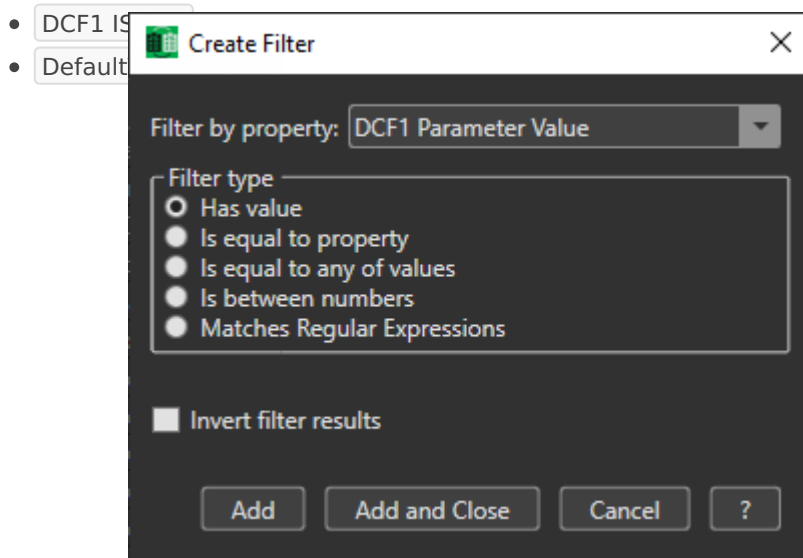 DCF1 IS
Default
Create Filter
Filter by property: DCF1 Parameter Value
Filter type
Has value
Is equal to property
Is equal to any of values
Is between numbers
Matches Regular Expressions
Invert filter results
Add Add and Close Cancel ?